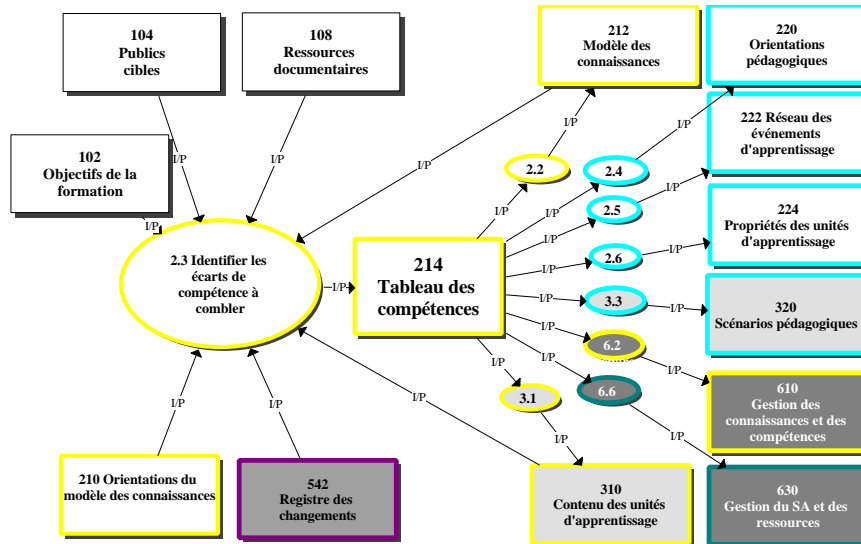 104
Publics
cibles
108
Ressources
documentaires
212
Modèle des
connaissances
220
Orientations
pédagogiques
102
Objectifs de la
formation
I/P
I/P
I/P
I/P
I/P
2.2
I/P
I/P
2.4
I/P
222 Réseau des
événements
d'apprentissage
I/P
2.5
I/P
224
Propriétés des unités
d'apprentissage
I/P
2.6
I/P
2.3 Identifier les
écarts de
compétence à
combler
I/P
214
Tableau des
compétences
I/P
3.3
I/P
320
Scénarios pédagogiques
I/P
6.2
I/P
610
Gestion des
connaissances et des
compétences
I/P
6.6
I/P
630
Gestion du SA et des
ressources
I/P
3.1
I/P
310
Contenu des unités
d'apprentissage
I/P
I/P
I/P
210 Orientations du
modèle des connaissances
542
Registre des
changements